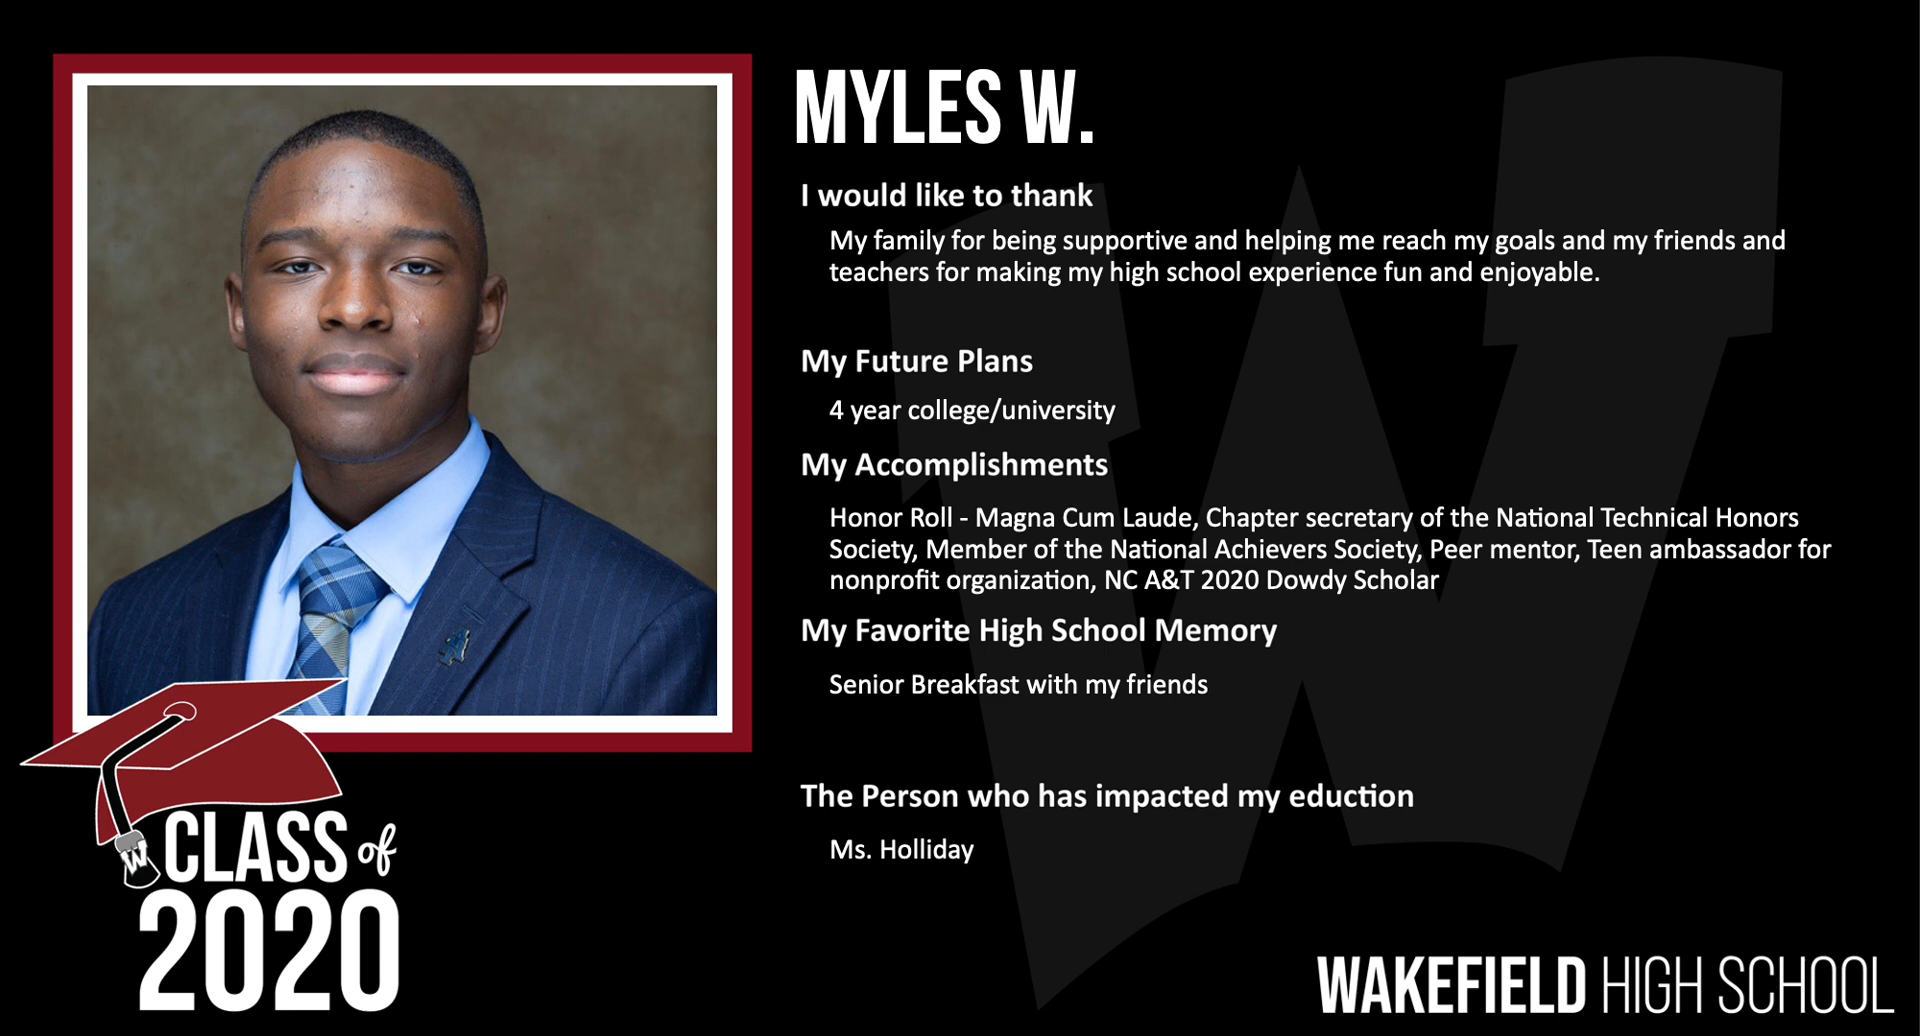 MYLES W.
I would like to thank
My family for being supportive and helping me reach my goals and my friends and
teachers for making my high school experience fun and enjoyable.
My Future Plans
4 year college/university
My Accomplishments
Honor Roll - Magna Cum Laude, Chapter secretary of the National Technical Honors
Society, Member of the National Achievers Society, Peer mentor, Teen ambassador for
nonprofit organization, NC A&T 2020 Dowdy Scholar
My Favorite High School Memory
Senior Breakfast with my friends
The Person who has impacted my eduction
Ms. Holliday
W
CLASS of
2020
W
WAKEFIELD HIGH SCHOOL